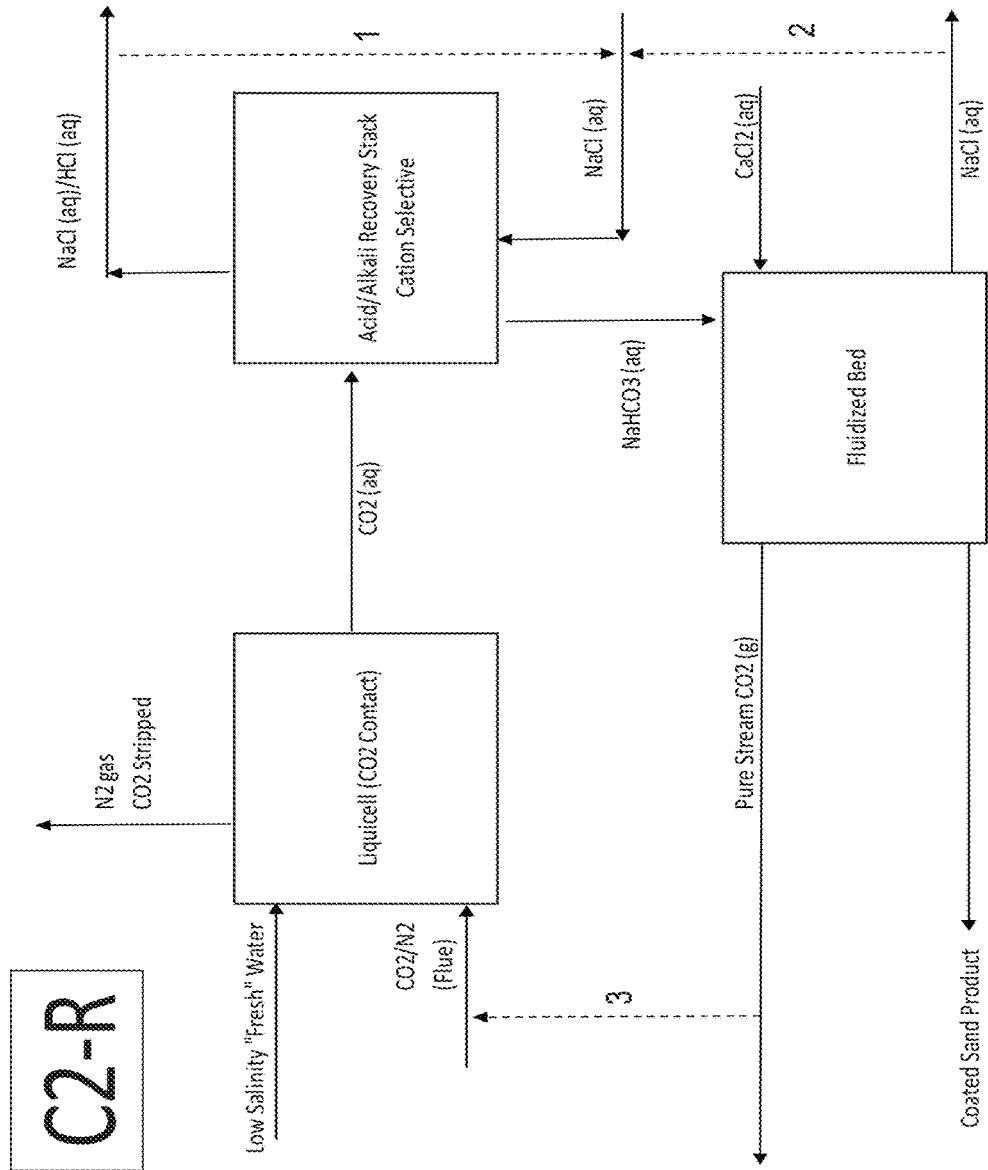 C2-R
N2 gas
CO2 Stripped
NaCl (aq)/HCl (aq)
Low Salinity "Fresh" Water
CO2/N2
(Flue)
Liquicell (CO2 Contact)
CO2 (aq)
Acid/Alkali Recovery Stack
Cation Selective
1
NaCl (aq)
NaHCO3 (aq)
3
2
Pure Stream CO2 (g)
CaCl2 (aq)
Fluidized Bed
Coated Sand Product
NaCl (aq)